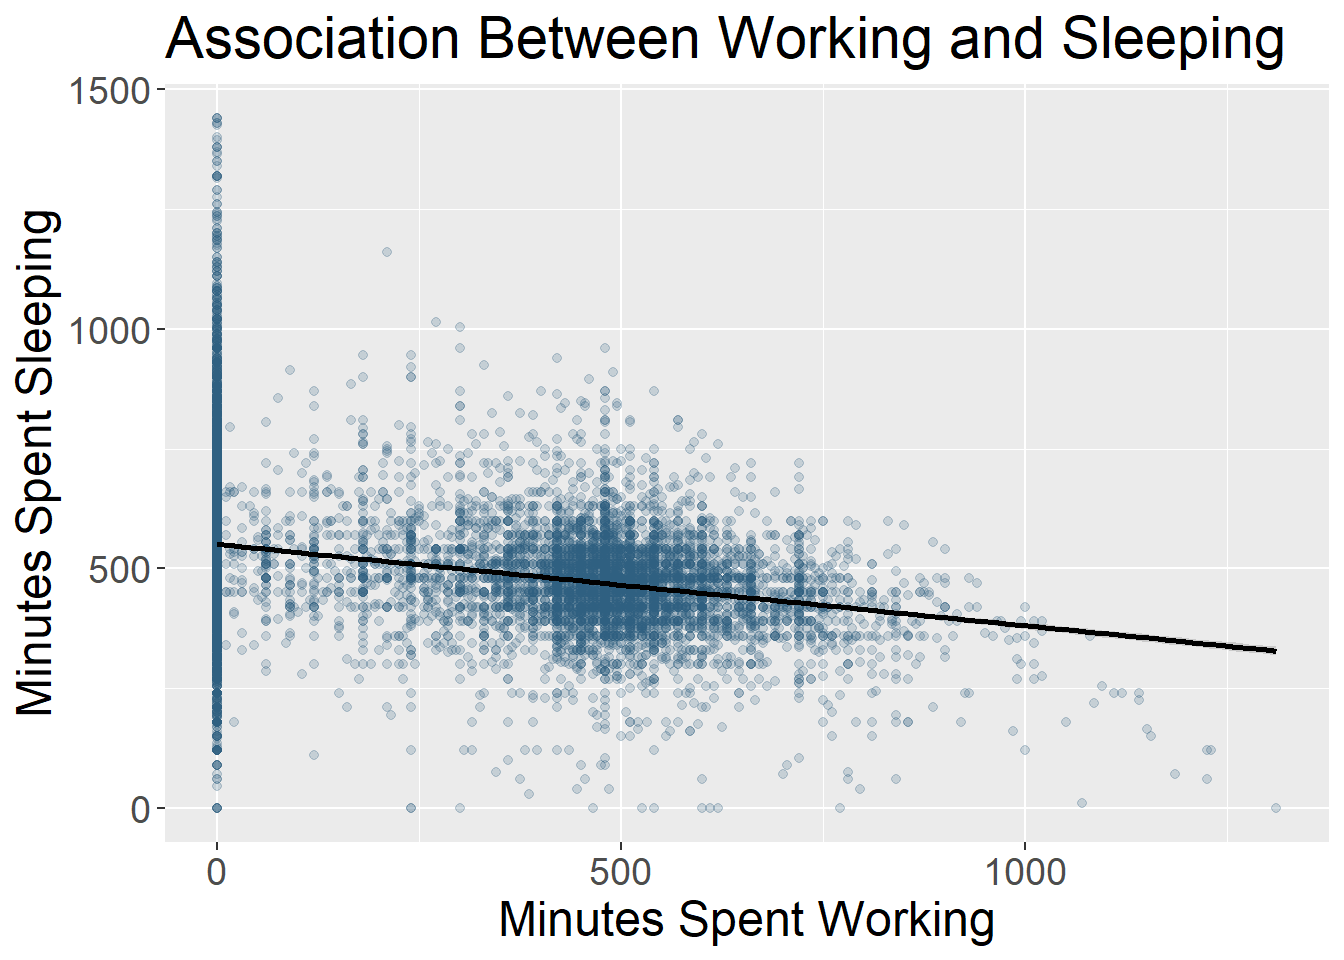 Association Between Working and Sleeping
1500
1000
500
0
Minutes Spent Sleeping
0 500 1000
Minutes Spent Working